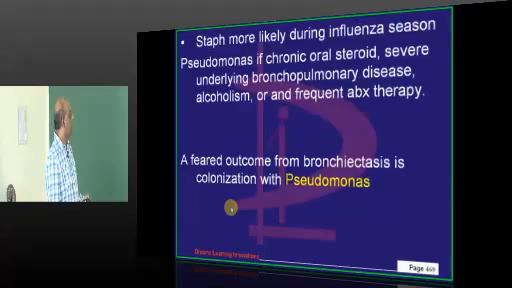 • Staph more likely during influenza season
Pseudomonas if chronic oral steroid, severe
underlying bronchopulmonary disease,
alcoholism, or and frequent abx therapy.
A feared outcome from bronchiectasis is
colonization with Pseudomonas
Page 469